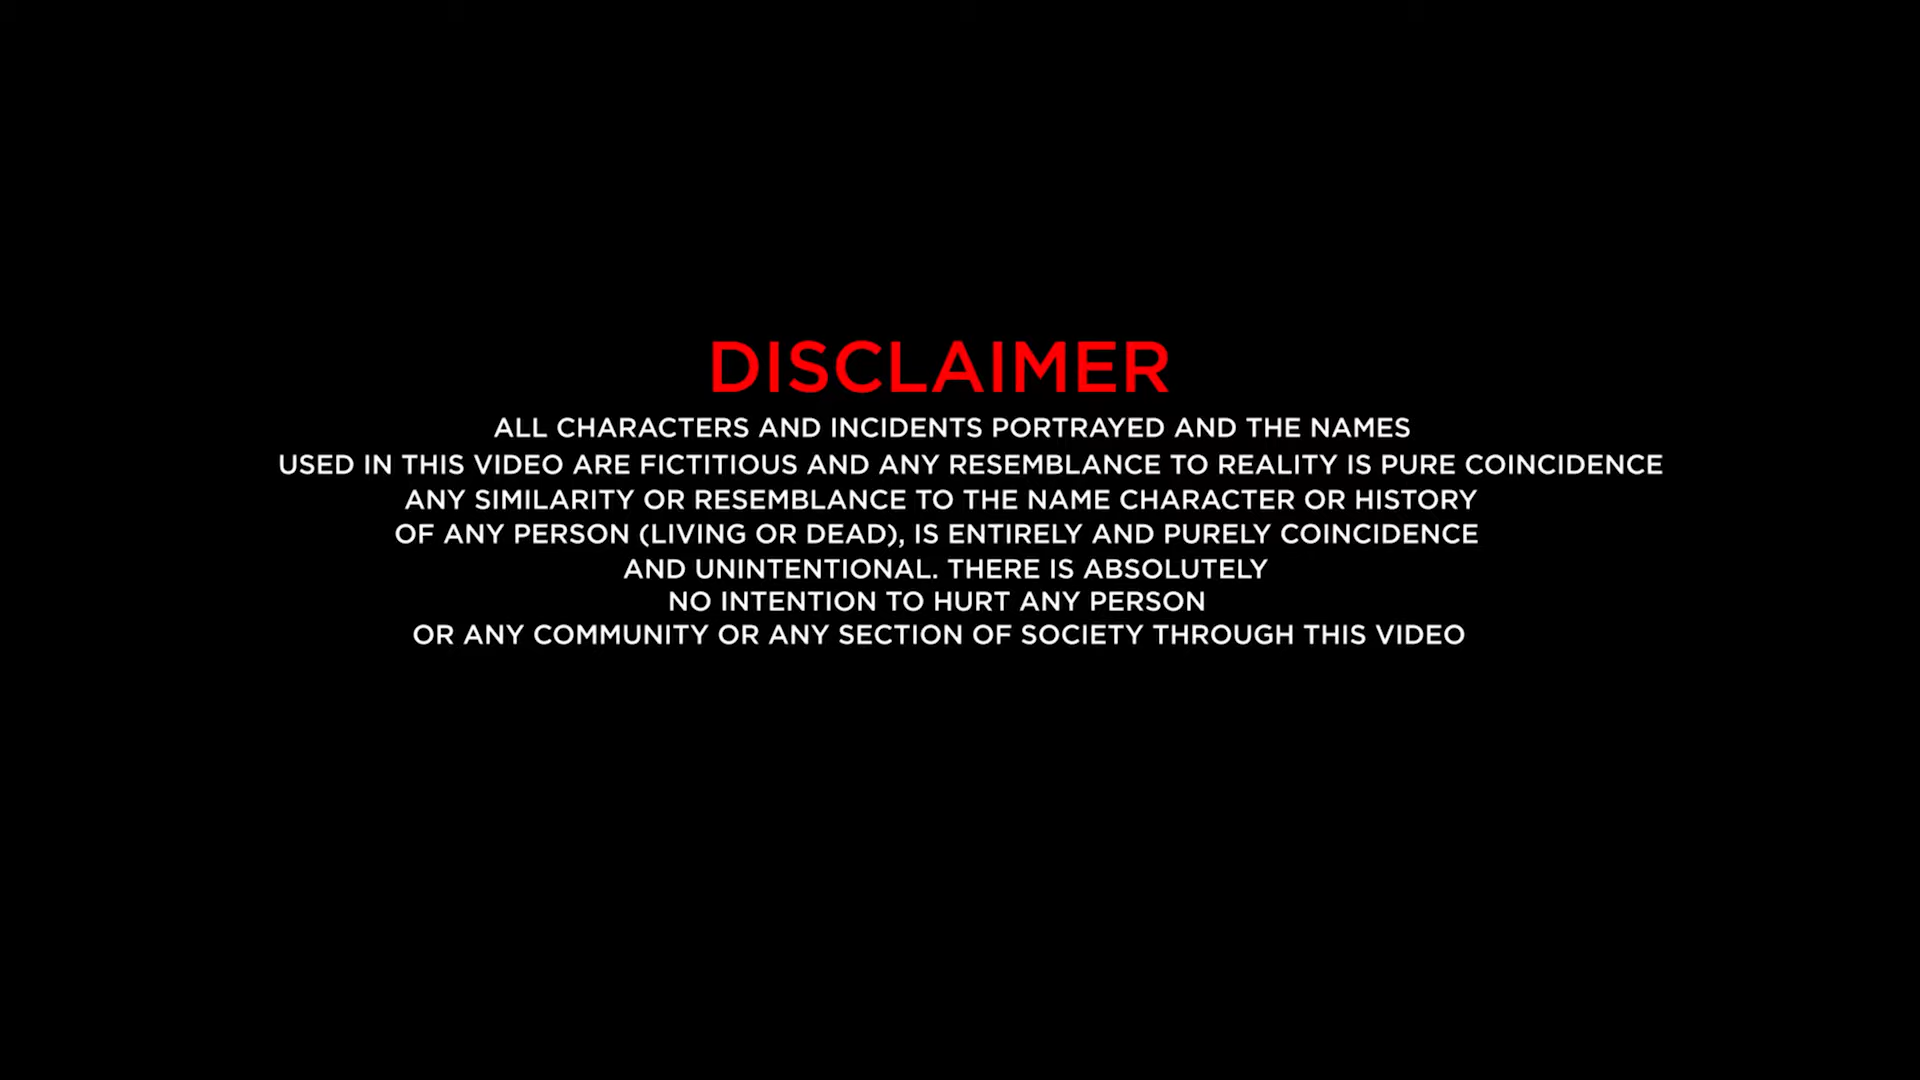 DISCLAIMER
ALL CHARACTERS AND INCIDENTS PORTRAYED AND THE NAMES
USED IN THIS VIDEO ARE FICTITIOUS AND ANY RESEMBLANCE TO REALITY IS PURE COINCIDENCE
ANY SIMILARITY OR RESEMBLANCE TO THE NAME CHARACTER OR HISTORY
OF ANY PERSON (LIVING OR DEAD), IS ENTIRELY AND PURELY COINCIDENCE
AND UNINTENTIONAL. THERE IS ABSOLUTELY
NO INTENTION TO HURT ANY PERSON
OR ANY COMMUNITY OR ANY SECTION OF SOCIETY THROUGH THIS VIDEO